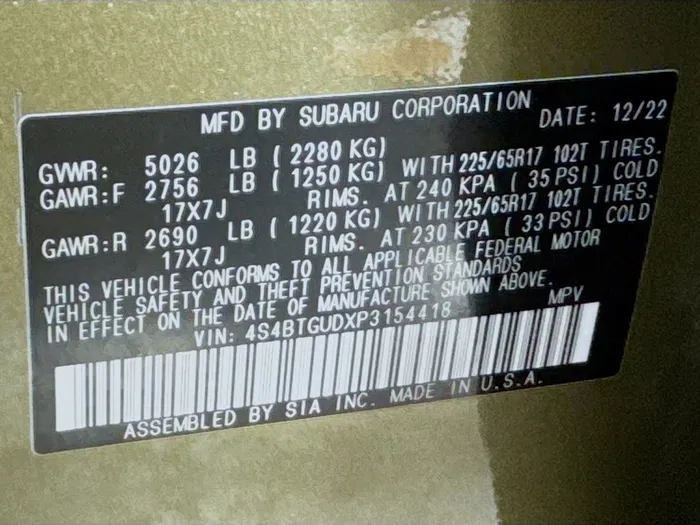 MFD BY SUBARU CORPORATION DATE: 12/22
GVWR: 5026 LB ( 2280 KG)
GAWR:F 2756 LB ( 1250 KG) WITH 225/65R17 102T TIRES.
17X7J RIMS. AT 240 KPA ( 35 PSI) COLD
GAWR:R 2690 LB ( 1220 KG) WITH 225/65R17 102T TIRES.
17X7J RIMS. AT 230 KPA ( 33 PSI) COLD
THIS VEHICLE CONFORMS TO ALL APPLICABLE FEDERAL MOTOR
VEHICLE SAFETY AND THEFT PREVENTION STANDARDS
IN EFFECT ON THE DATE OF MANUFACTURE SHOWN ABOVE.
VIN: 4S4BTGUDXP3154418 MPV
ASSEMBLED BY SIA INC. MADE IN U.S.A.